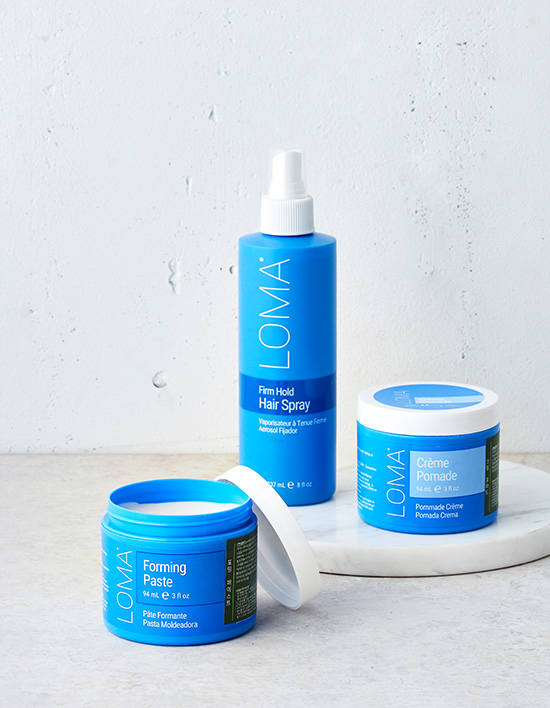 LOMA
Firm Hold
Hair Spray
Vaporisateur à Tenue Ferme
Aerosol Fijador
mL ℮ 8 fl oz
LOMA
Crème
Pomade
94 mL ℮ 3 fl oz
Pommade Crème
Pomada Crema
LOMA
Forming
Paste
94 mL ℮ 3 fl oz
Pâte Formante
Pasta Moldeadora